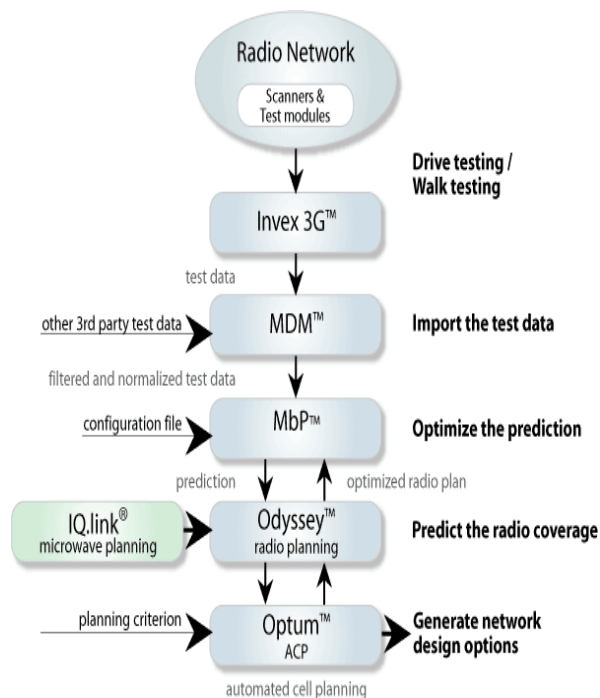 Radio Network
Scanners &
Test modules
Drive testing /
Walk testing
Invex 3G™
test data
other 3rd party test data
MDM™
Import the test data
filtered and normalized test data
configuration file
MbP™
Optimize the prediction
prediction
optimized radio plan
IQ.link®
microwave planning
Odyssey™
radio planning
Predict the radio coverage
planning criterion
Optum™
ACP
Generate network
design options
automated cell planning